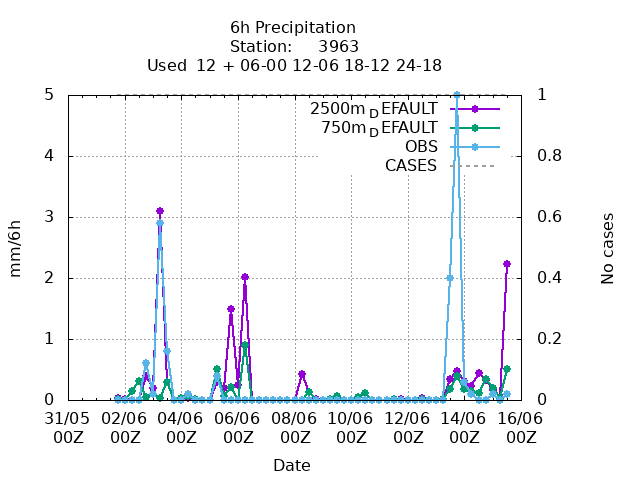 6h Precipitation
Station: 3963
Used 12 + 06-00 12-06 18-12 24-18
2500m_DEFAULT
750m_DEFAULT
OBS
CASES
mm/6h
5
4
3
2
1
0
No cases
1
0.8
0.6
0.4
0.2
0
31/05 02/06 04/06 06/06 08/06 10/06 12/06 14/06 16/06
00Z 00Z 00Z 00Z 00Z 00Z 00Z 00Z 00Z
Date